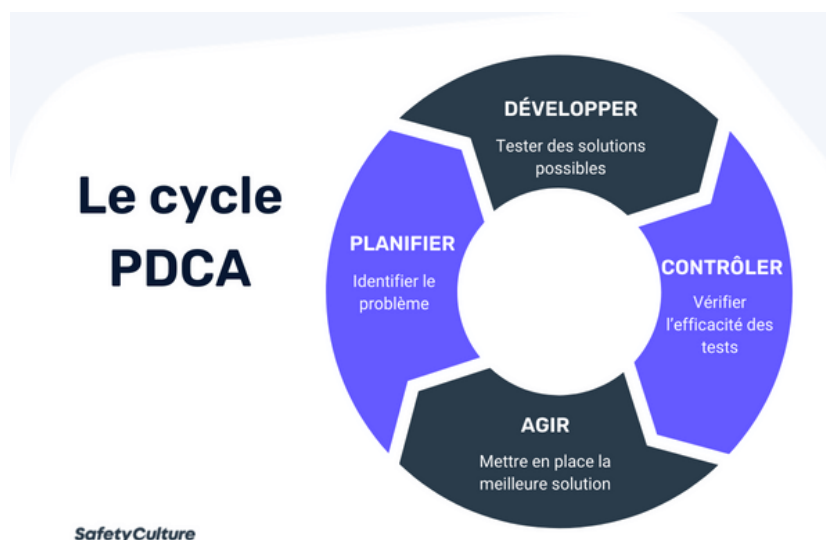 Le cycle
PDCA
PLANIFIER
Identifier le
problème
DÉVELOPPER
Tester des solutions
possibles
CONTRÔLER
Vérifier
l'efficacité des
tests
AGIR
Mettre en place la
meilleure solution
SafetyCulture